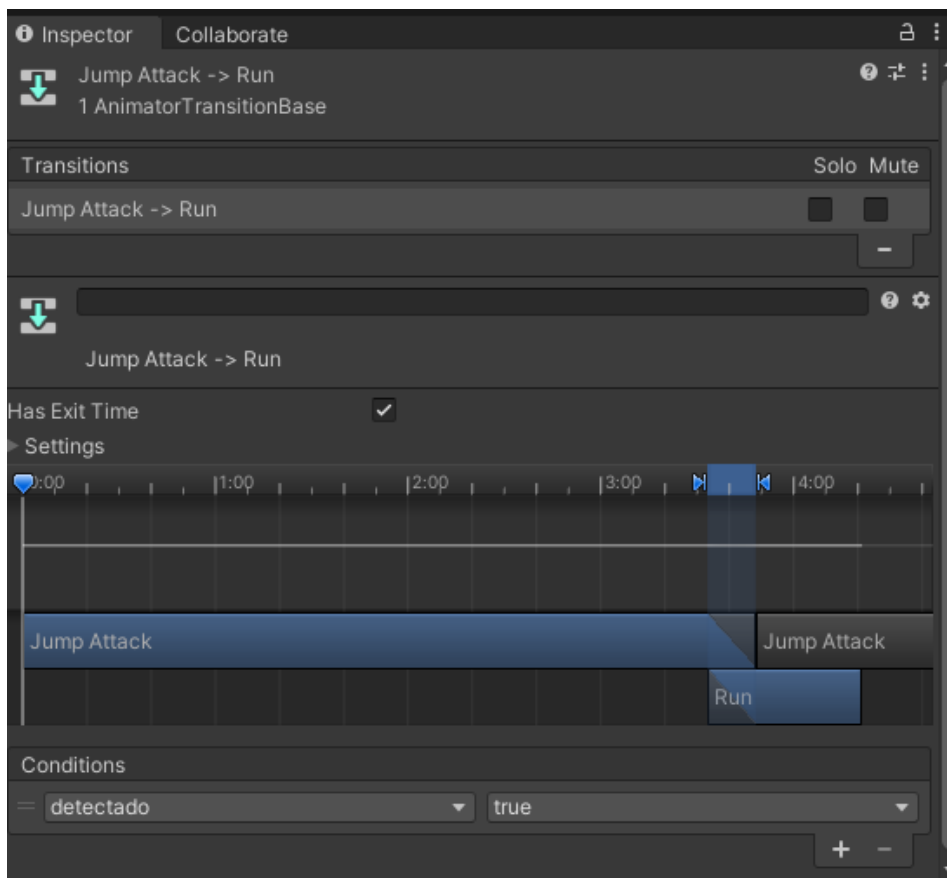 Inspector Collaborate
Jump Attack -> Run
1 AnimatorTransitionBase
Transitions Solo Mute
Jump Attack -> Run
Jump Attack -> Run
Has Exit Time
Settings
0:00 1:00 2:00 3:00 4:00
Jump Attack Jump Attack
Run
Conditions
detectado true